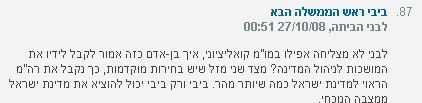 87. ביבי ראש הממשלה הבא
לבני הביתה, 27/10/08 00:51
לבני לא מצליחה אפילו במו"מ קואליציוני, איך בן-אדם כזה אמור לקבל לידיו את
המושכות לניהול המדינה? מצד שני מזל שיש בחירות מוקדמות, כך נקבל את רה"מ
הראוי למדינת ישראל כמה שיותר מהר. ביבי ורק ביבי יכול להוציא את מדינת ישראל
ממצבה הנוכחי.